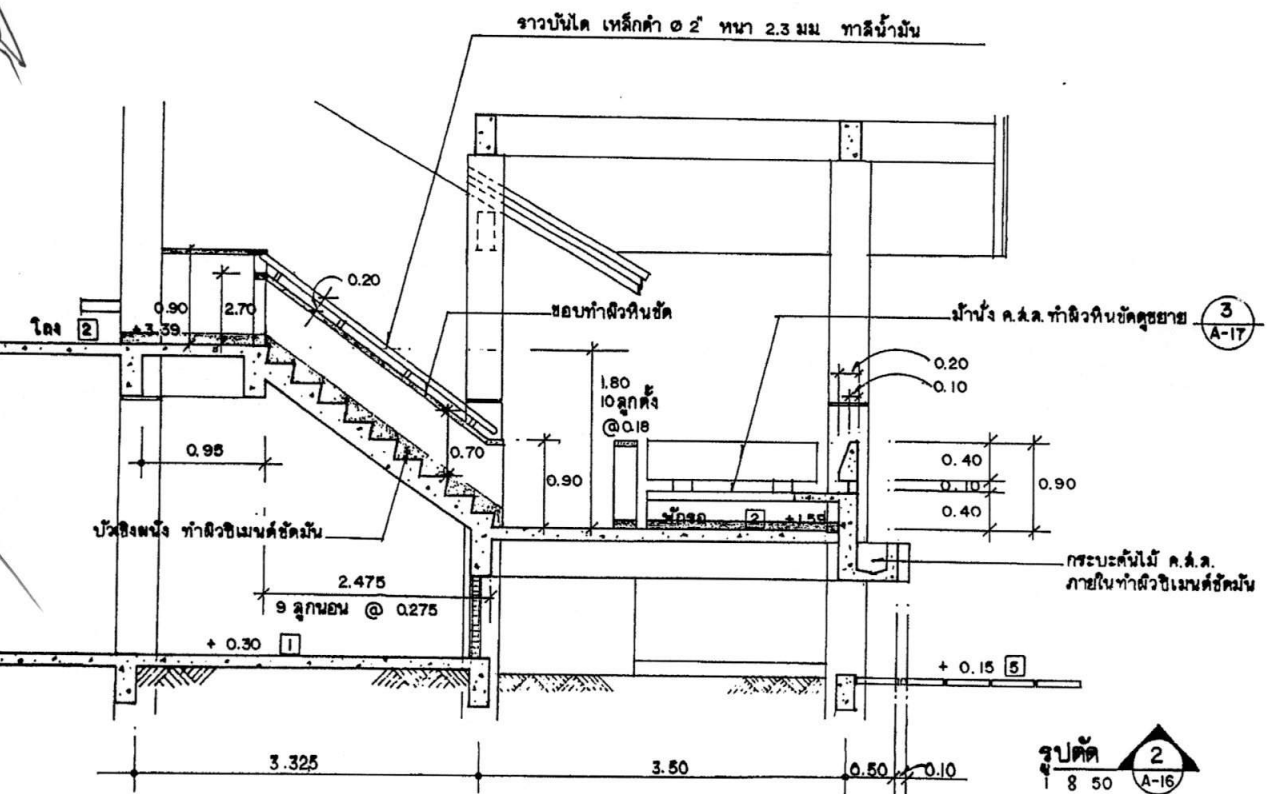 ราวบันได เหล็กดำ Ø 2" หนา 2.3 มม ทาสีน้ำมัน
0.20
0.90
2.70
ขอบทำผิวหินขัด
ม้านั่ง ค.ส.ล. ทำผิวหินขัดดูขยาย
3
A-17
โถง 2
+3.39
0.20
0.10
1.80
10 ลูกตั้ง
@ 0.18
0.95
0.70
0.90
0.40
0.10
0.40
0.90
พักรอ 2 +1.59
บัวเชิงผนัง ทำผิวซิเมนต์ขัดมัน
กระบะต้นไม้ ค.ส.ล.
ภายในทำผิวซิเมนต์ขัดมัน
2.475
9 ลูกนอน @ 0.275
+ 0.30 1
+ 0.15 5
3.325
3.50
0.50
0.10
รูปตัด
1 8 50
2
A-16